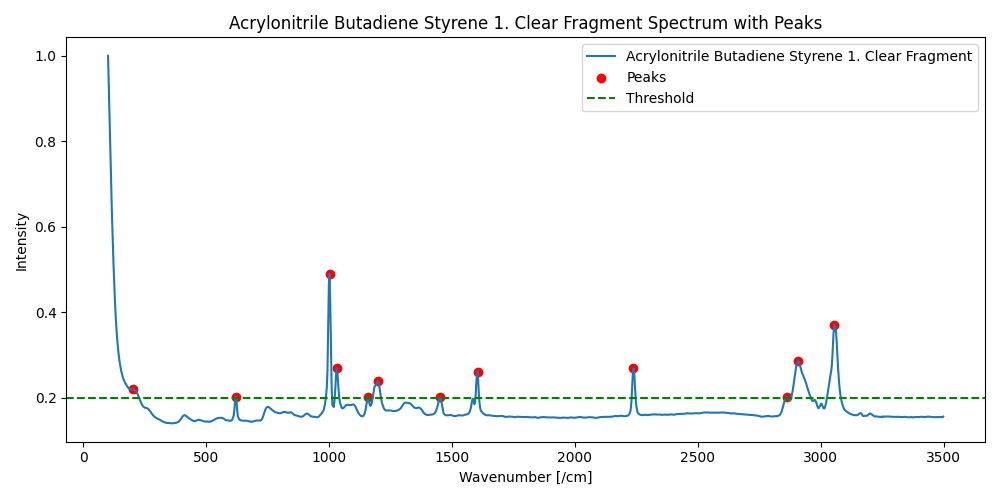 Acrylonitrile Butadiene Styrene 1. Clear Fragment Spectrum with Peaks
Acrylonitrile Butadiene Styrene 1. Clear Fragment
Peaks
Threshold
1.0
0.8
0.6
0.4
0.2
Intensity
0 500 1000 1500 2000 2500 3000 3500
Wavenumber [/cm]